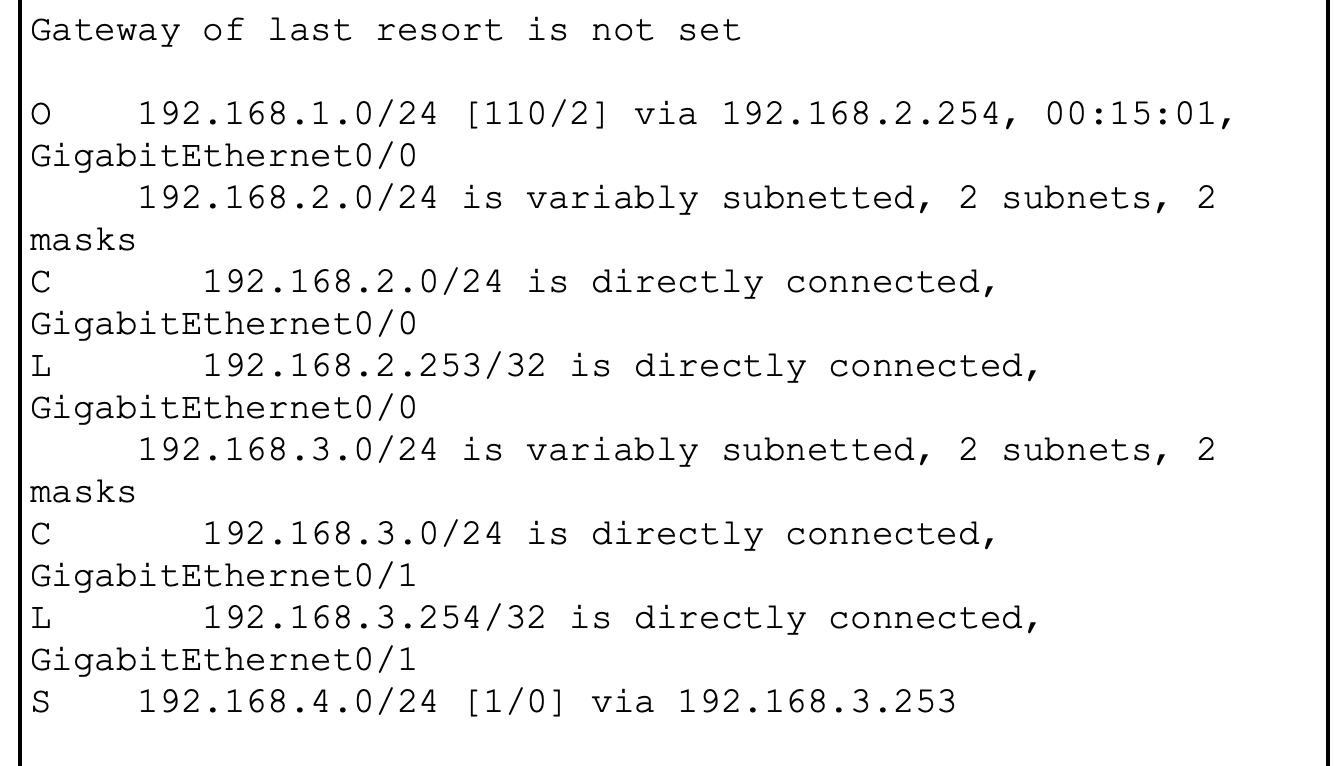 Gateway of last resort is not set
O    192.168.1.0/24 [110/2] via 192.168.2.254, 00:15:01,
GigabitEthernet0/0
     192.168.2.0/24 is variably subnetted, 2 subnets, 2
masks
C       192.168.2.0/24 is directly connected,
GigabitEthernet0/0
L       192.168.2.253/32 is directly connected,
GigabitEthernet0/0
     192.168.3.0/24 is variably subnetted, 2 subnets, 2
masks
C       192.168.3.0/24 is directly connected,
GigabitEthernet0/1
L       192.168.3.254/32 is directly connected,
GigabitEthernet0/1
S    192.168.4.0/24 [1/0] via 192.168.3.253